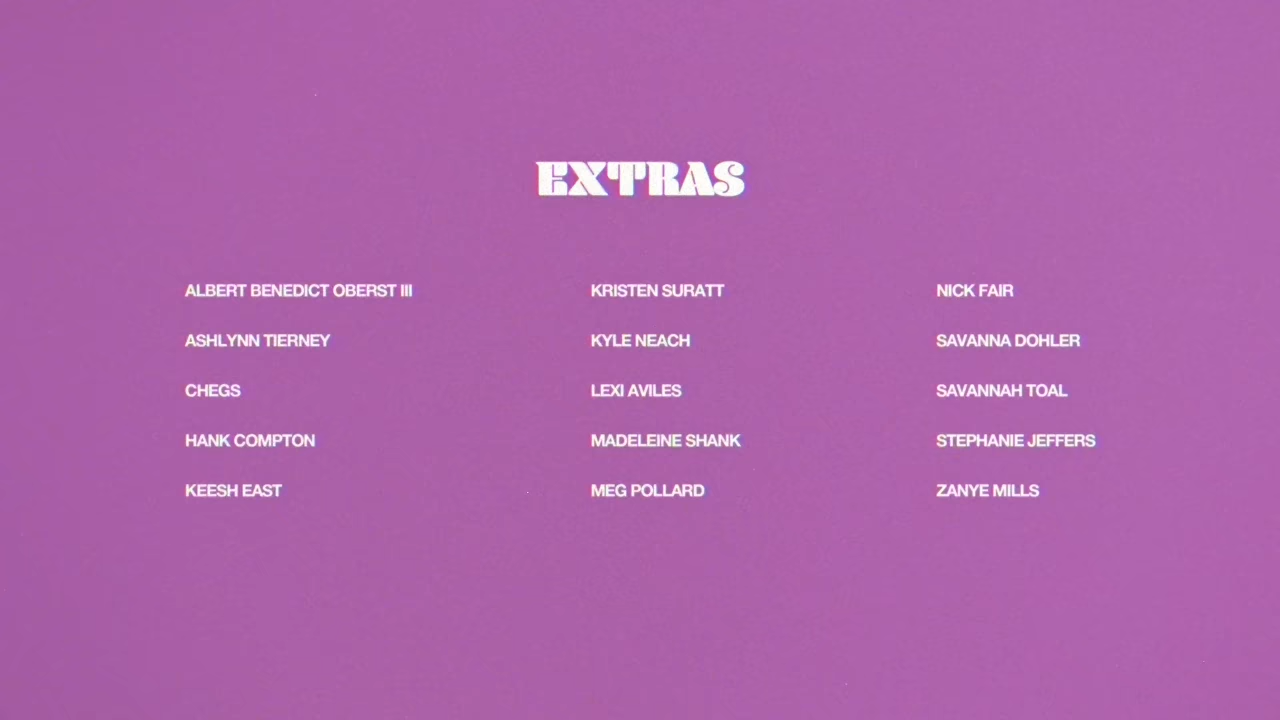 EXTRAS
ALBERT BENEDICT OBERST III
ASHLYNN TIERNEY
CHEGS
HANK COMPTON
KEESH EAST
KRISTEN SURATT
KYLE NEACH
LEXI AVILES
MADELEINE SHANK
MEG POLLARD
NICK FAIR
SAVANNA DOHLER
SAVANNAH TOAL
STEPHANIE JEFFERS
ZANYE MILLS